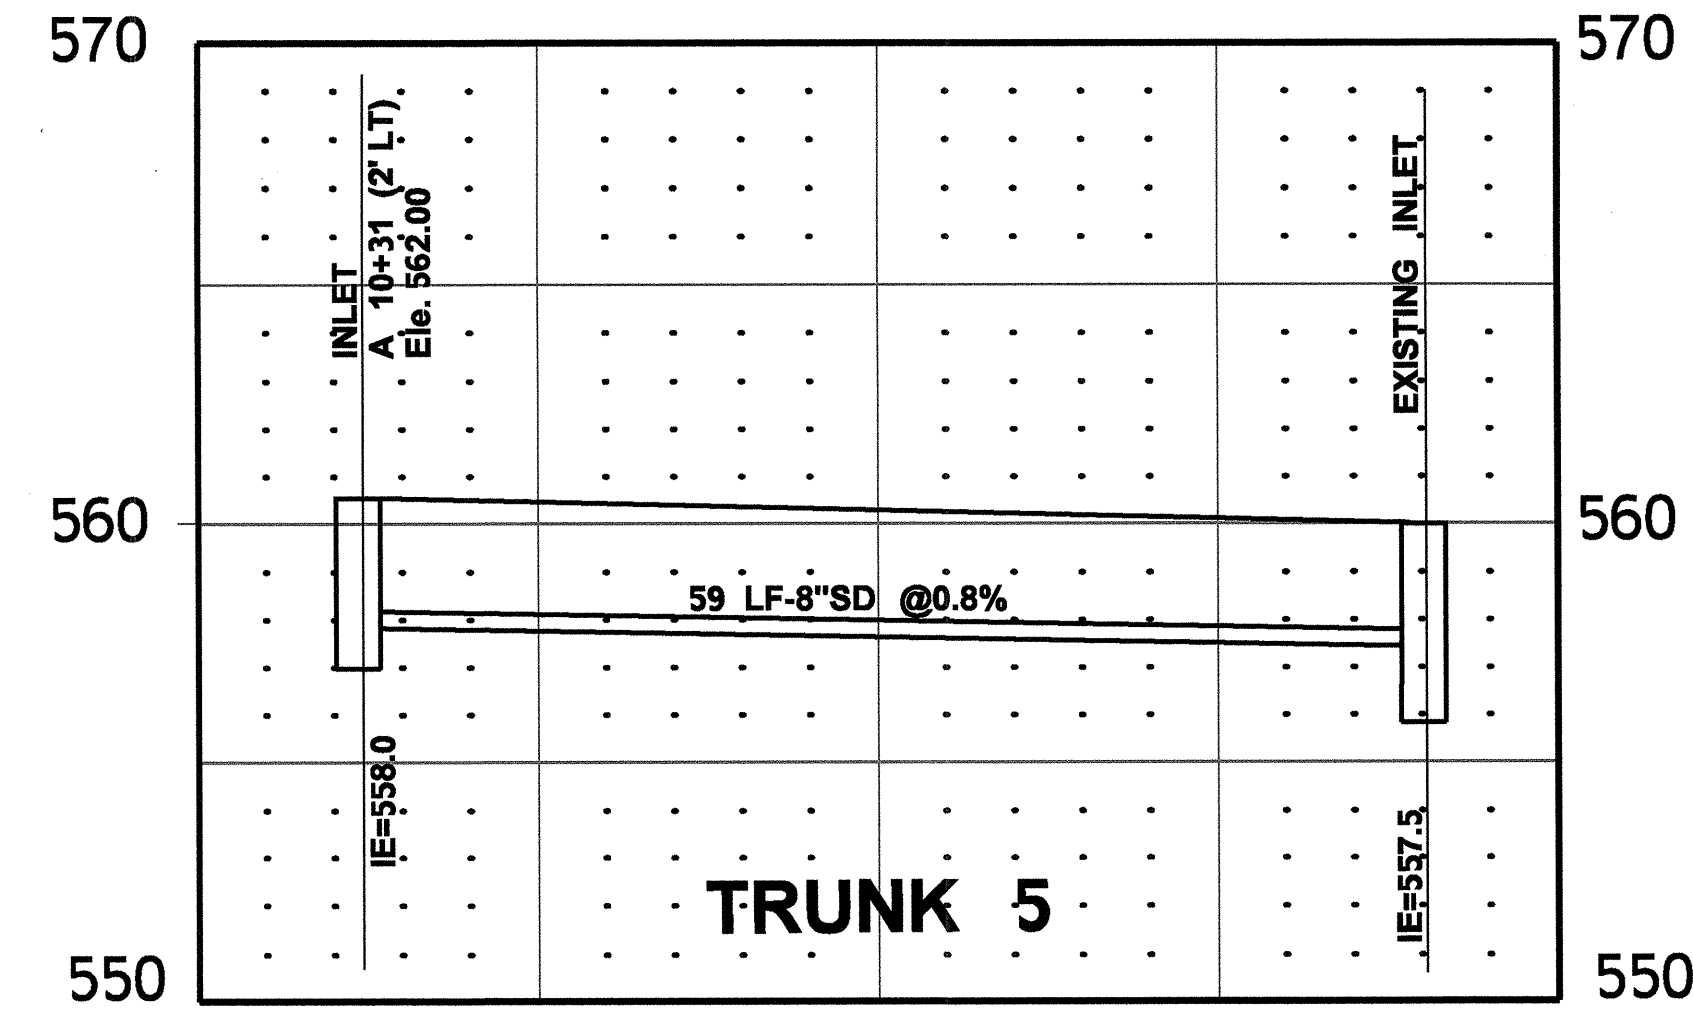 570
570
INLET
A 10+31 (2' LT)
Ele. 562.00
EXISTING INLET
560
560
59 LF-8"SD @0.8%
IE=558.0
IE=557.5
TRUNK 5
550
550